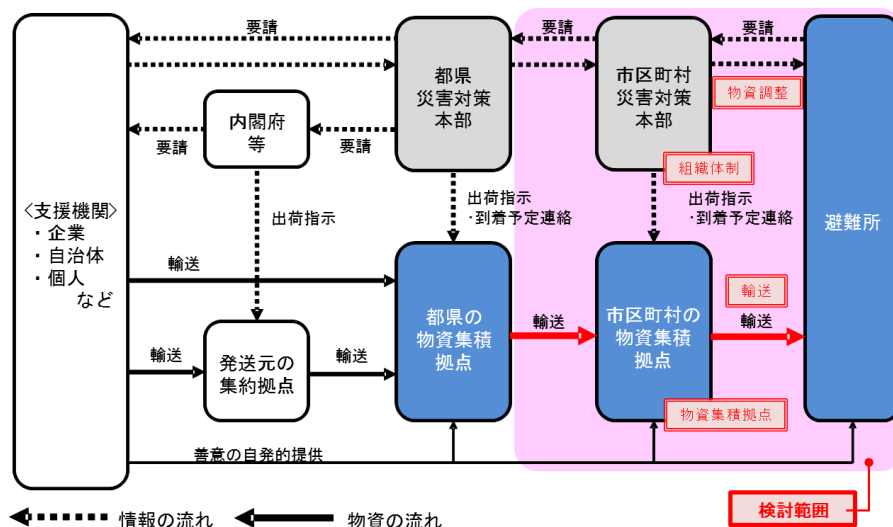 要請
要請
要請
都県
災害対策
本部
市区町村
災害対策
本部
物資調整
内閣府
等
要請
要請
組織体制
<支援機関>
・企業
・自治体
・個人
など
出荷指示
出荷指示
・到着予定連絡
出荷指示
・到着予定連絡
避難所
輸送
都県の
物資集積
拠点
輸送
市区町村の
物資集積
拠点
輸送
輸送
輸送
発送元の
集約拠点
輸送
物資集積拠点
善意の自発的提供
検討範囲
情報の流れ
物資の流れ